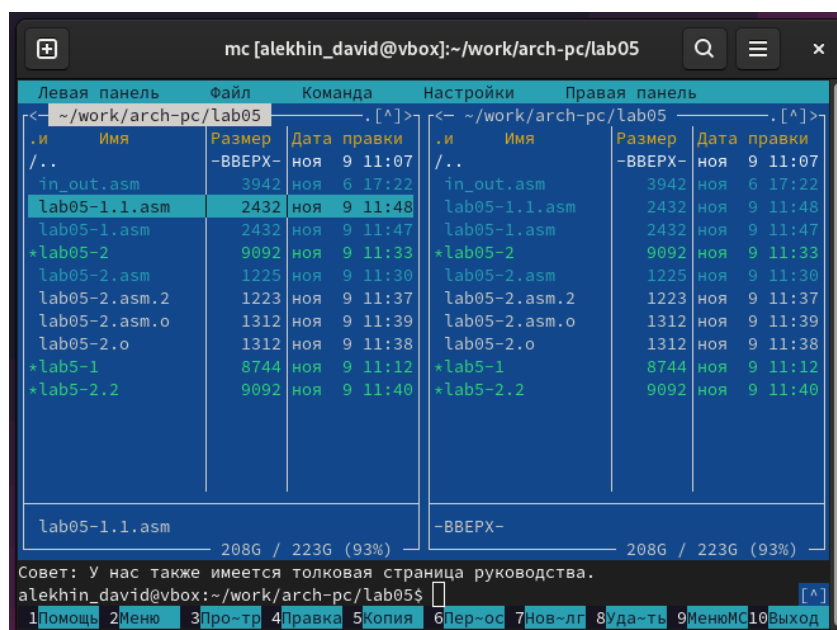 mc [alekhin_david@vbox]:~/work/arch-pc/lab05
Левая панель Файл Команда Настройки Правая панель
<— ~/work/arch-pc/lab05 .[^]> <— ~/work/arch-pc/lab05 .[^]>
.и Имя Размер Дата правки .и Имя Размер Дата правки
/.. -ВВЕРХ- ноя 9 11:07 /.. -ВВЕРХ- ноя 9 11:07
in_out.asm 3942 ноя 6 17:22 in_out.asm 3942 ноя 6 17:22
lab05-1.1.asm 2432 ноя 9 11:48 lab05-1.1.asm 2432 ноя 9 11:48
lab05-1.asm 2432 ноя 9 11:47 lab05-1.asm 2432 ноя 9 11:47
*lab05-2 9092 ноя 9 11:33 *lab05-2 9092 ноя 9 11:33
lab05-2.asm 1225 ноя 9 11:30 lab05-2.asm 1225 ноя 9 11:30
lab05-2.asm.2 1223 ноя 9 11:37 lab05-2.asm.2 1223 ноя 9 11:37
lab05-2.asm.o 1312 ноя 9 11:39 lab05-2.asm.o 1312 ноя 9 11:39
lab05-2.o 1312 ноя 9 11:38 lab05-2.o 1312 ноя 9 11:38
*lab5-1 8744 ноя 9 11:12 *lab5-1 8744 ноя 9 11:12
*lab5-2.2 9092 ноя 9 11:40 *lab5-2.2 9092 ноя 9 11:40
lab05-1.1.asm -ВВЕРХ-
208G / 223G (93%) 208G / 223G (93%)
Совет: У нас также имеется толковая страница руководства.
alekhin_david@vbox:~/work/arch-pc/lab05$ [^]
1Помощь 2Меню 3Про~тр 4Правка 5Копия 6Пер~ос 7Нов~лг 8Уда~ть 9МенюMC 10Выход